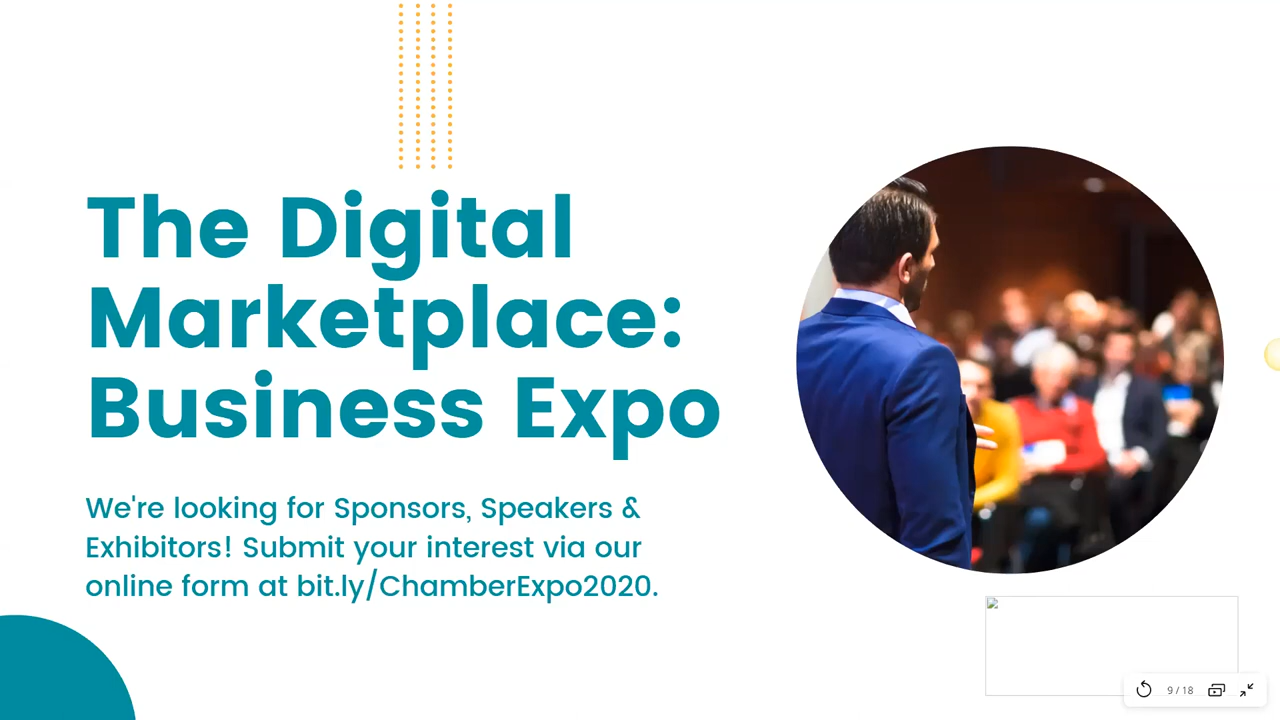 The Digital
Marketplace:
Business Expo
We're looking for Sponsors, Speakers &
Exhibitors! Submit your interest via our
online form at bit.ly/ChamberExpo2020.
9 / 18